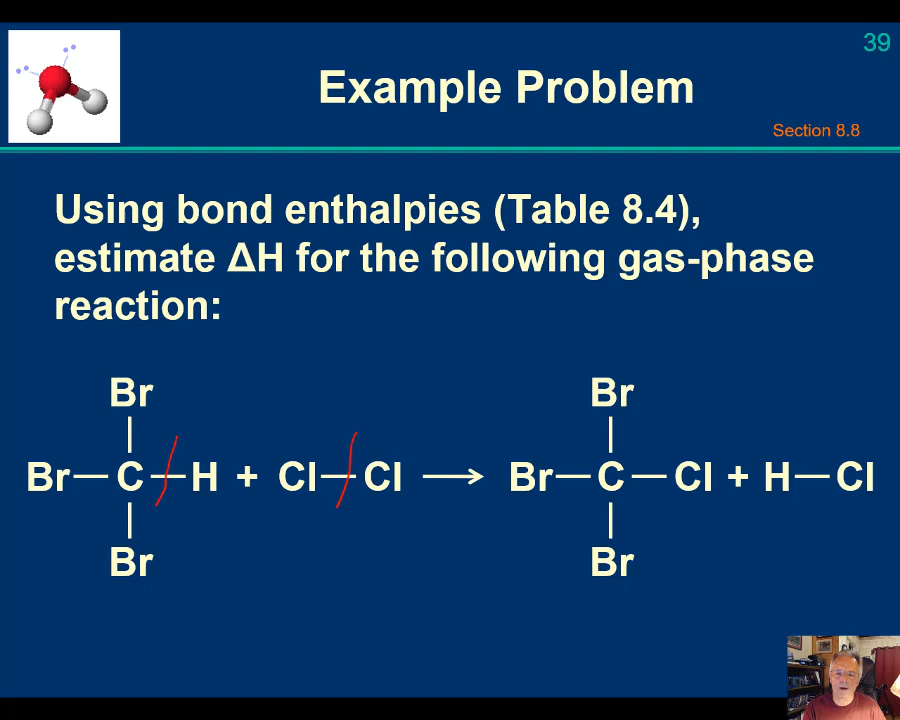 39
Example Problem
Section 8.8
Using bond enthalpies (Table 8.4),
estimate ΔH for the following gas-phase
reaction:
Br Br
Br — C — H + Cl — Cl → Br — C — Cl + H — Cl
Br Br